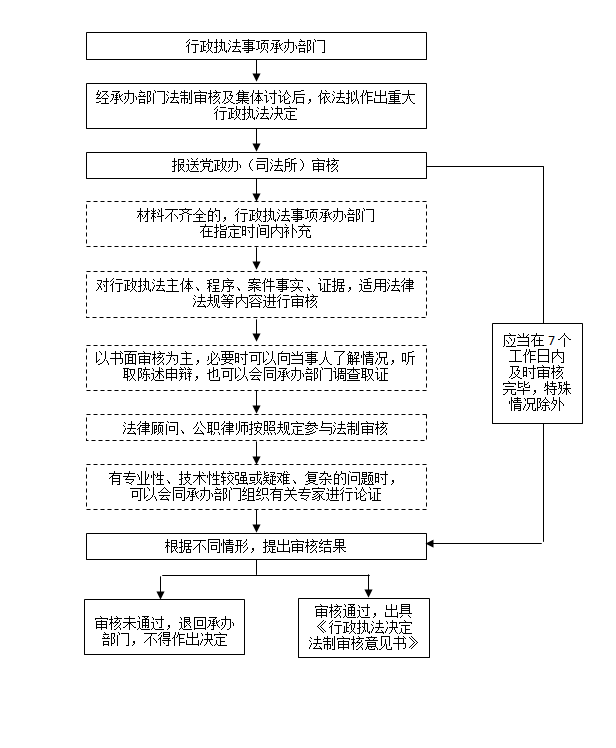 行政执法事项承办部门
经承办部门法制审核及集体讨论后，依法拟作出重大
行政执法决定
报送党政办（司法所）审核
材料不齐全的，行政执法事项承办部门
在指定时间内补充
对行政执法主体、程序、案件事实、证据，适用法律
法规等内容进行审核
以书面审核为主，必要时可以向当事人了解情况，听
取陈述申辩，也可以会同承办部门调查取证
法律顾问、公职律师按照规定参与法制审核
有专业性、技术性较强或疑难、复杂的问题时，
可以会同承办部门组织有关专家进行论证
应当在 7 个
工作日内
及时审核
完毕，特殊
情况除外
根据不同情形，提出审核结果
审核未通过，退回承办
部门，不得作出决定
审核通过，出具
《行政执法决定
法制审核意见书》